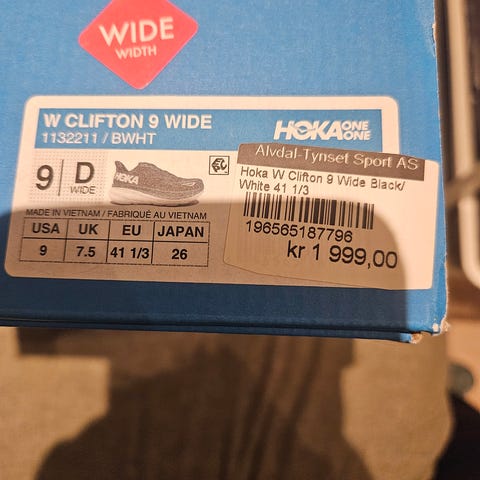 WIDE
WIDTH
W CLIFTON 9 WIDE
1132211 / BWHT
HOKA ONE ONE
9 D
WIDE
HOKA
MADE IN VIETNAM / FABRIQUÉ AU VIETNAM
USA UK EU JAPAN
9 7.5 41 1/3 26
Alvdal-Tynset Sport AS
Hoka W Clifton 9 Wide Black/
White 41 1/3
196565187796
kr 1 999,00